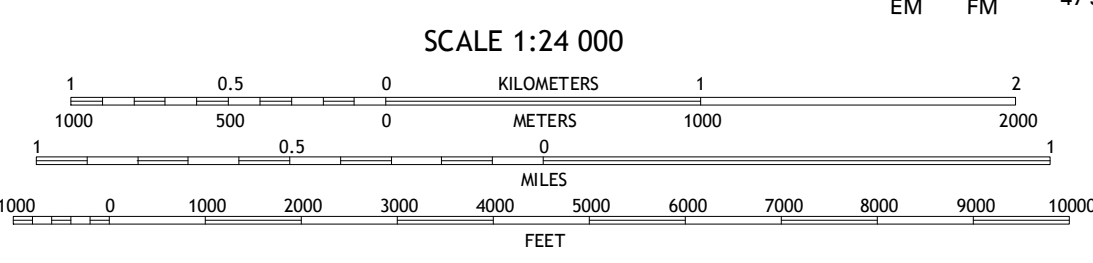 EM FM
SCALE 1:24 000
1 0.5 0 KILOMETERS 1 2
1000 500 0 METERS 1000 2000
1 0.5 0 1
MILES
1000 0 1000 2000 3000 4000 5000 6000 7000 8000 9000 10000
FEET